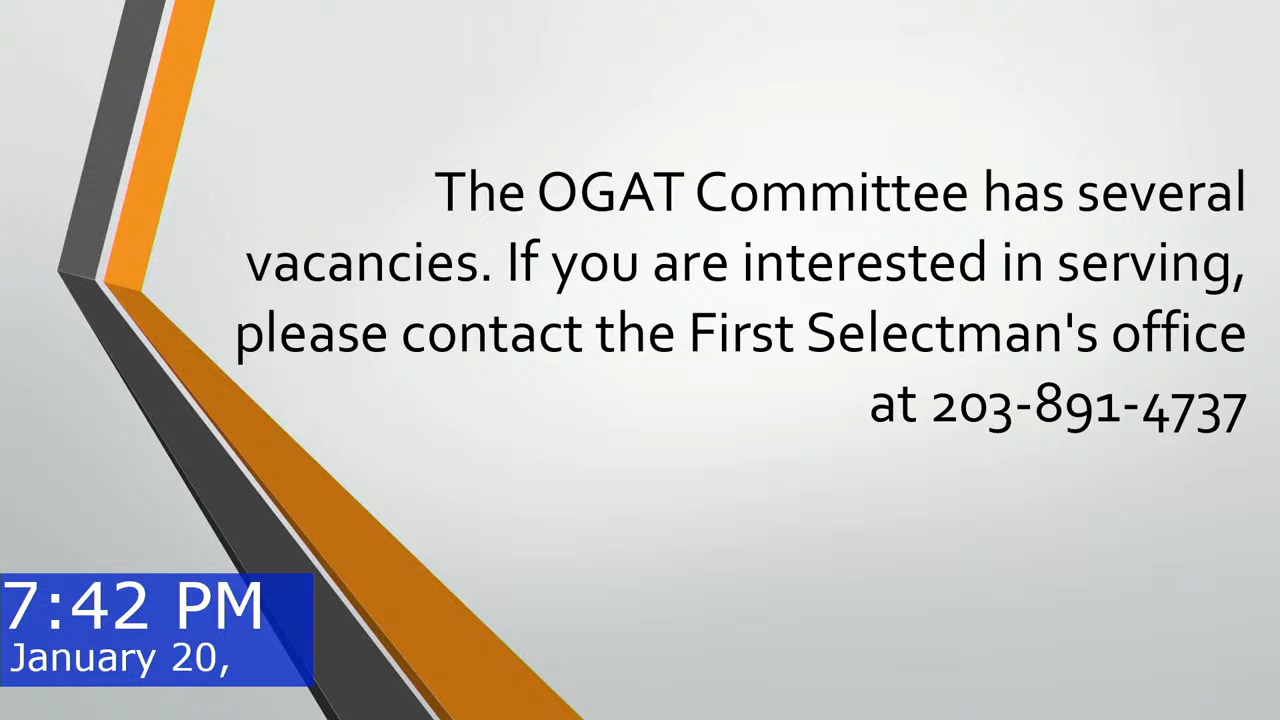 The OGAT Committee has several
vacancies. If you are interested in serving,
please contact the First Selectman's office
at 203-891-4737
7:42 PM
January 20,